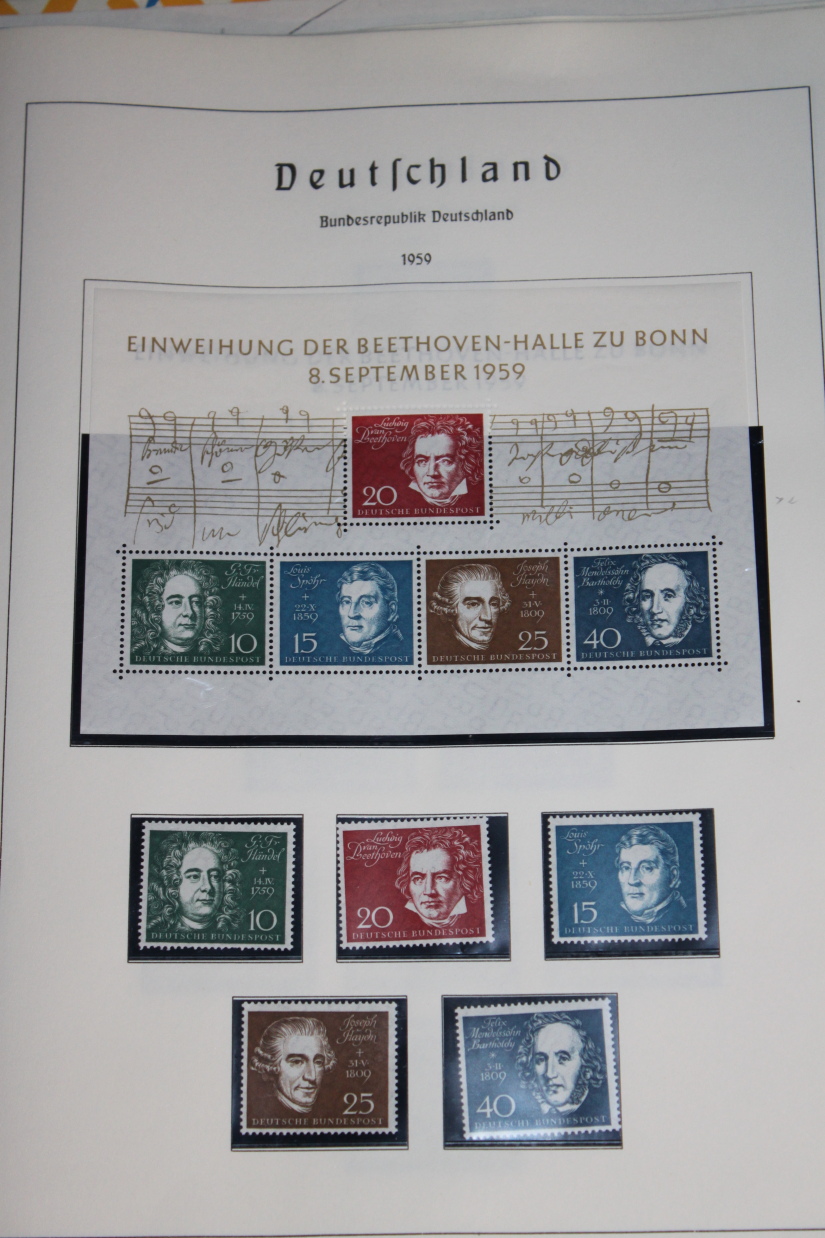 Deutſchland
Bundesrepublik Deutschland
1959
EINWEIHUNG DER BEETHOVEN-HALLE ZU BONN
8. SEPTEMBER 1959
Ludwig
van
Beethoven
20
DEUTSCHE BUNDESPOST
G. Fr.
Händel
+
14.IV.
1759
10
DEUTSCHE BUNDESPOST
Louis
Spohr
+
22·X
1859
15
DEUTSCHE BUNDESPOST
Joseph
Haydn
+
31·V·
1809
25
DEUTSCHE BUNDESPOST
Felix
Mendelssohn
Bartholdy
*
3·II·
1809
40
DEUTSCHE BUNDESPOST
G. Fr.
Händel
+
14.IV.
1759
10
DEUTSCHE BUNDESPOST
Ludwig
van
Beethoven
20
DEUTSCHE BUNDESPOST
Louis
Spohr
+
22·X
1859
15
DEUTSCHE BUNDESPOST
Joseph
Haydn
+
31·V·
1809
25
DEUTSCHE BUNDESPOST
Felix
Mendelssohn
Bartholdy
*
3·II·
1809
40
DEUTSCHE BUNDESPOST